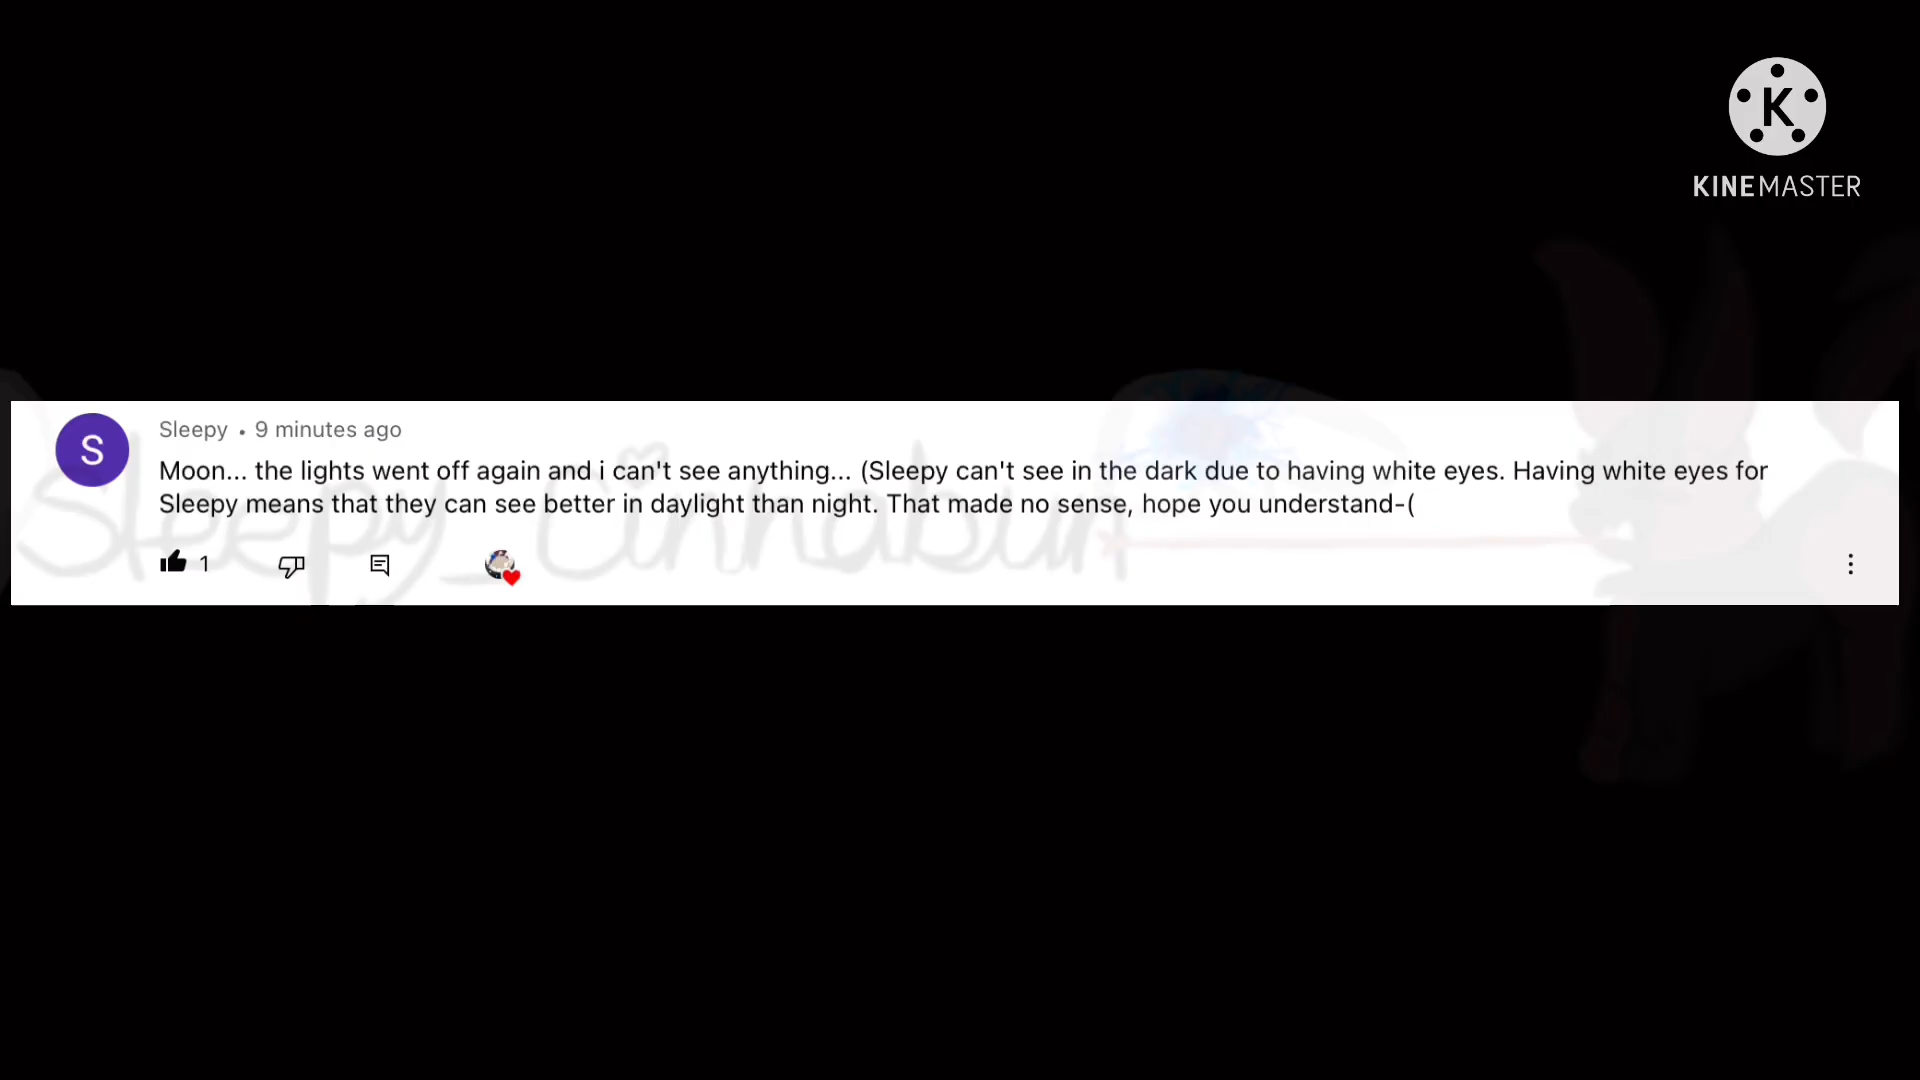 K
KINEMASTER
S
Sleepy • 9 minutes ago
Moon... the lights went off again and i can't see anything... (Sleepy can't see in the dark due to having white eyes. Having white eyes for
Sleepy means that they can see better in daylight than night. That made no sense, hope you understand-(
Sleepy_Cinnabun
1